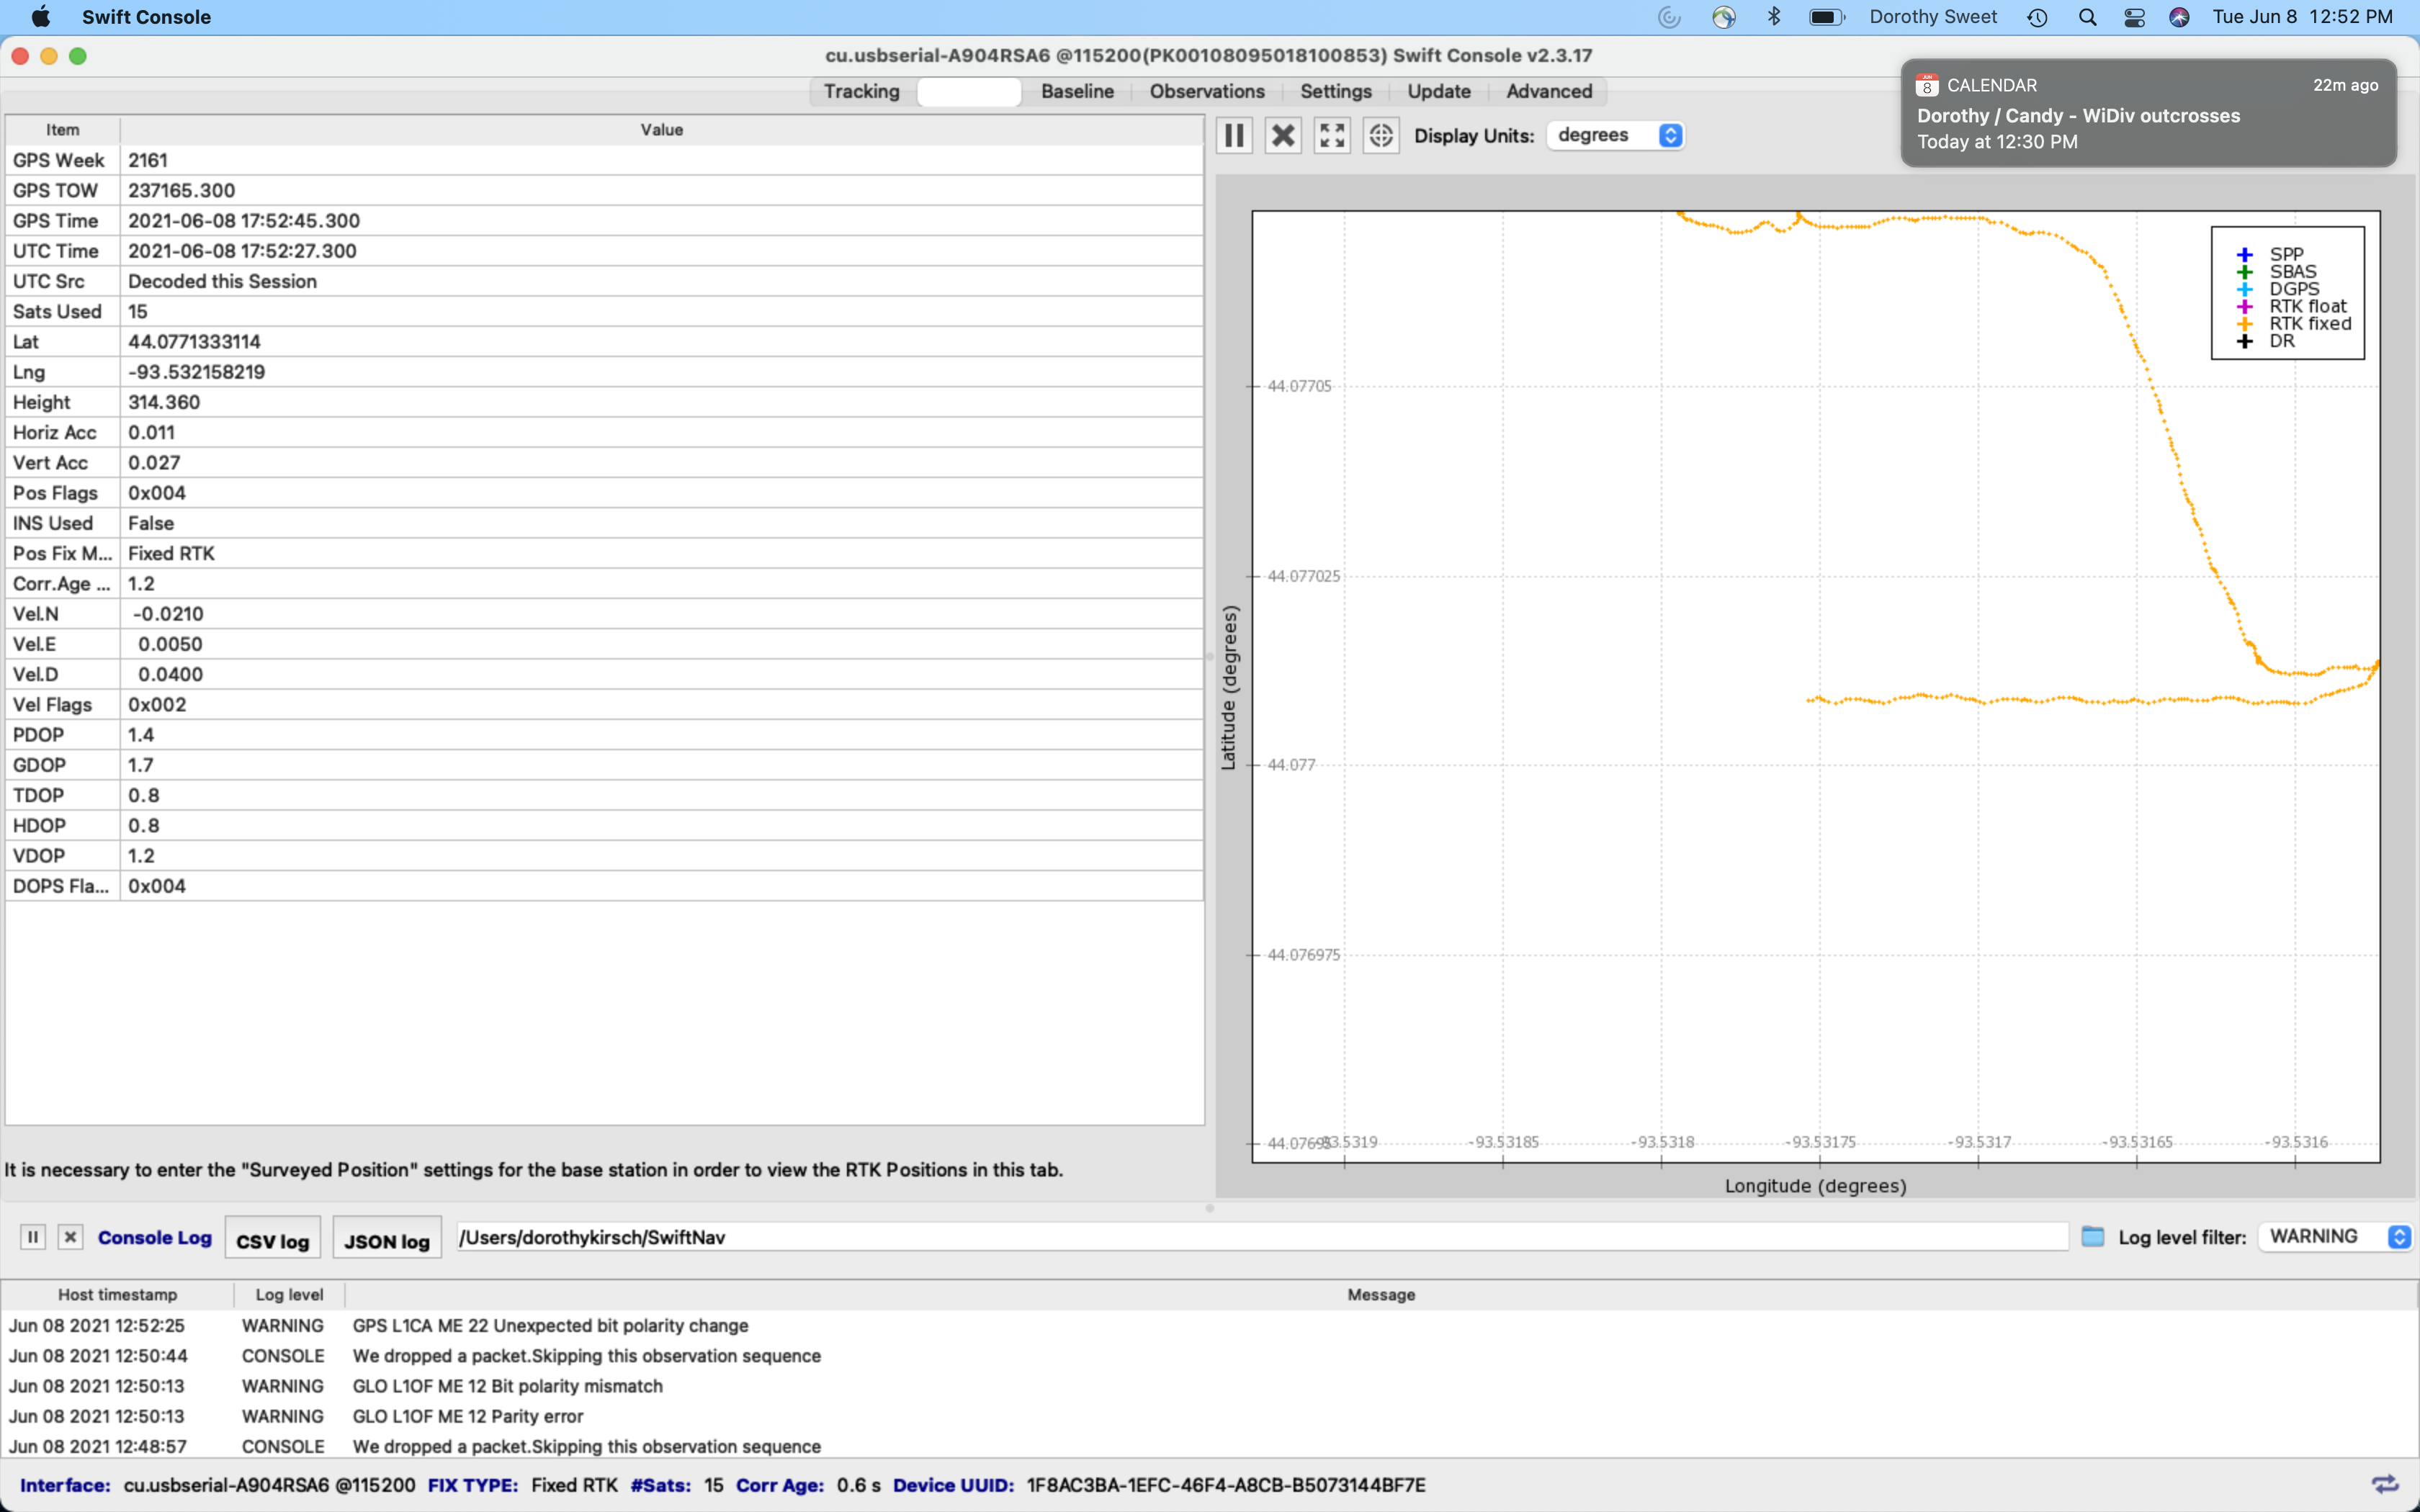 Swift Console
Dorothy Sweet
Tue Jun 8 12:52 PM
cu.usbserial-A904RSA6 @115200(PK00108095018100853) Swift Console v2.3.17
Tracking Baseline Observations Settings Update Advanced
JUN 8 CALENDAR 22m ago
Dorothy / Candy - WiDiv outcrosses
Today at 12:30 PM
Item Value
GPS Week 2161
GPS TOW 237165.300
GPS Time 2021-06-08 17:52:45.300
UTC Time 2021-06-08 17:52:27.300
UTC Src Decoded this Session
Sats Used 15
Lat 44.0771333114
Lng -93.532158219
Height 314.360
Horiz Acc 0.011
Vert Acc 0.027
Pos Flags 0x004
INS Used False
Pos Fix M... Fixed RTK
Corr.Age ... 1.2
Vel.N -0.0210
Vel.E 0.0050
Vel.D 0.0400
Vel Flags 0x002
PDOP 1.4
GDOP 1.7
TDOP 0.8
HDOP 0.8
VDOP 1.2
DOPS Fla... 0x004
It is necessary to enter the "Surveyed Position" settings for the base station in order to view the RTK Positions in this tab.
Display Units: degrees
SPP
SBAS
DGPS
RTK float
RTK fixed
DR
Latitude (degrees)
44.07705
44.077025
44.077
44.076975
44.07695
-93.5319 -93.53185 -93.5318 -93.53175 -93.5317 -93.53165 -93.5316
Longitude (degrees)
Console Log CSV log JSON log /Users/dorothykirsch/SwiftNav Log level filter: WARNING
Host timestamp Log level Message
Jun 08 2021 12:52:25 WARNING GPS L1CA ME 22 Unexpected bit polarity change
Jun 08 2021 12:50:44 CONSOLE We dropped a packet.Skipping this observation sequence
Jun 08 2021 12:50:13 WARNING GLO L1OF ME 12 Bit polarity mismatch
Jun 08 2021 12:50:13 WARNING GLO L1OF ME 12 Parity error
Jun 08 2021 12:48:57 CONSOLE We dropped a packet.Skipping this observation sequence
Interface: cu.usbserial-A904RSA6 @115200 FIX TYPE: Fixed RTK #Sats: 15 Corr Age: 0.6 s Device UUID: 1F8AC3BA-1EFC-46F4-A8CB-B5073144BF7E